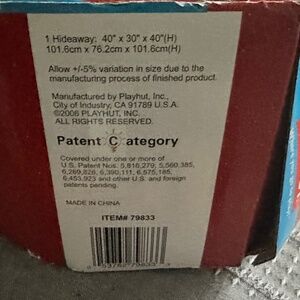 1 Hideaway: 40" x 30" x 40"(H)
101.6cm x 76.2cm x 101.6cm(H)
Allow +/-5% variation in size due to the
manufacturing process of finished product.
Manufactured by Playhut, Inc.,
City of Industry, CA 91789 U.S.A.
©2006 PLAYHUT, INC.
ALL RIGHTS RESERVED.
Patent Category
Covered under one or more of
U.S. Patent Nos. 5,816,279, 5,560,385,
6,269,826, 6,390,111, 6,575,185,
6,453,923 and other US and foreign
patents pending.
MADE IN CHINA
ITEM# 79833